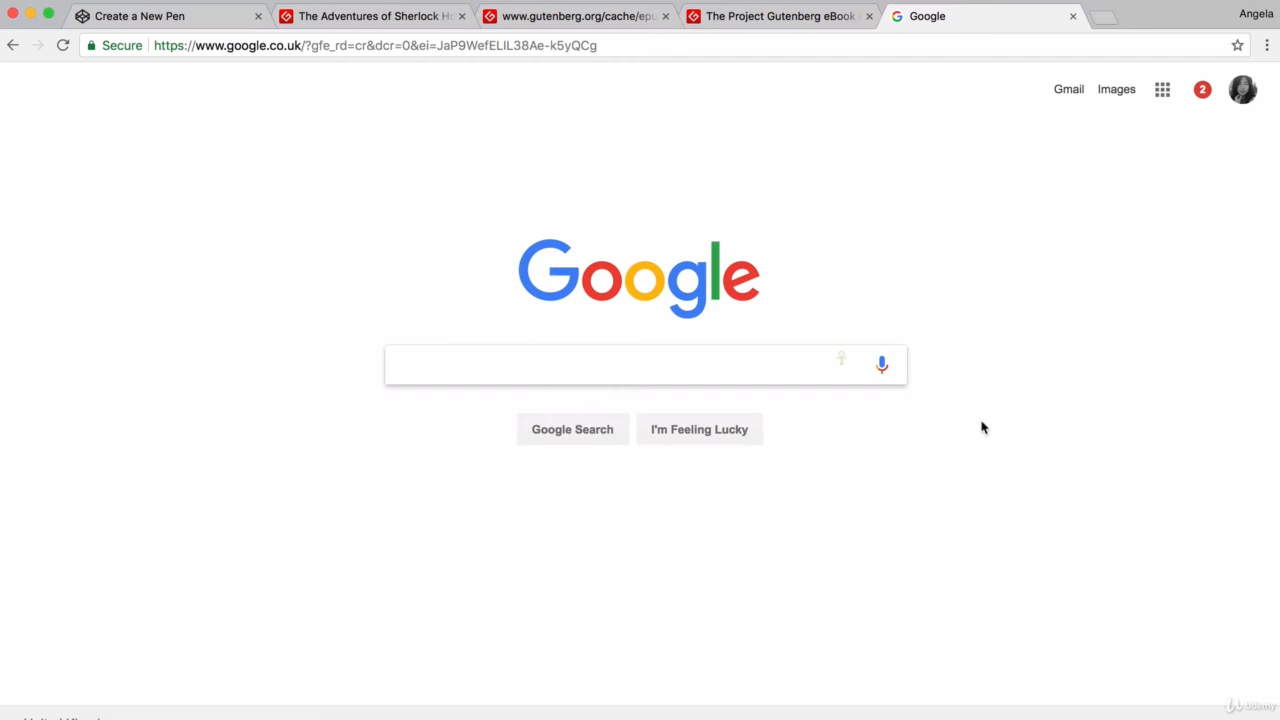 Create a New Pen
The Adventures of Sherlock Ho
www.gutenberg.org/cache/epu
The Project Gutenberg eBook
Google
Angela
Secure
https://www.google.co.uk/?gfe_rd=cr&dcr=0&ei=JaP9WefELIL38Ae-k5yQCg
Gmail
Images
2
Google
Google Search
I'm Feeling Lucky
Udemy